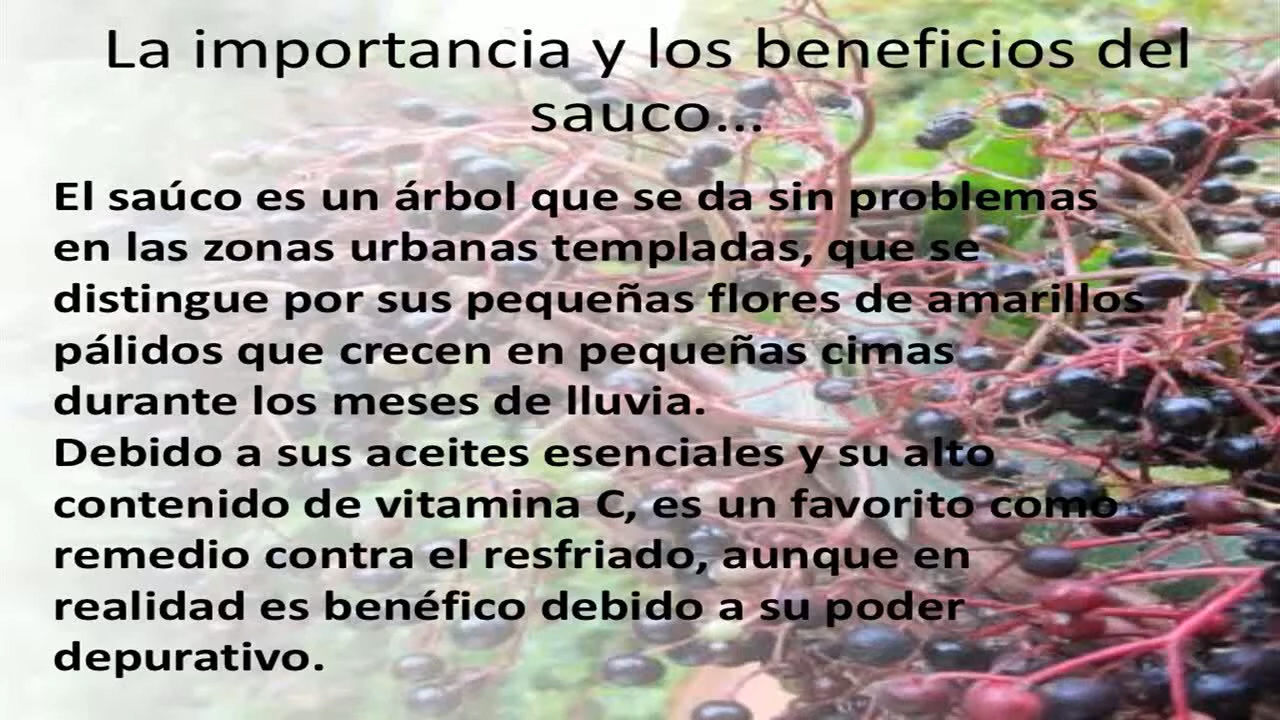 La importancia y los beneficios del
sauco...
El saúco es un árbol que se da sin problemas
en las zonas urbanas templadas, que se
distingue por sus pequeñas flores de amarillos
pálidos que crecen en pequeñas cimas
durante los meses de lluvia.
Debido a sus aceites esenciales y su alto
contenido de vitamina C, es un favorito como
remedio contra el resfriado, aunque en
realidad es benéfico debido a su poder
depurativo.